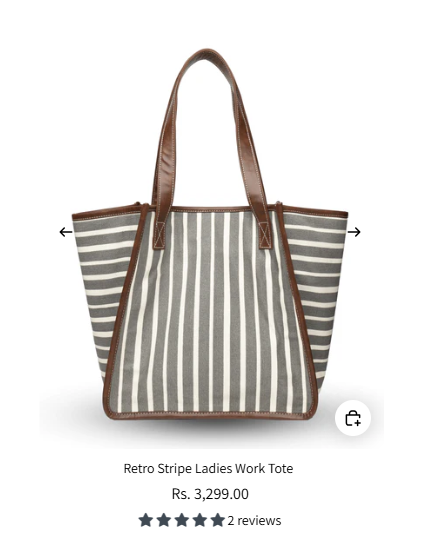 Retro Stripe Ladies Work Tote
Rs. 3,299.00
2 reviews